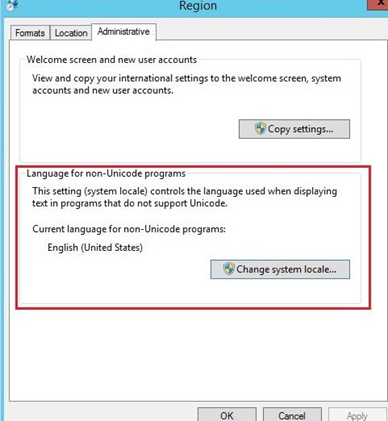 Region
Formats
Location
Administrative
Welcome screen and new user accounts
View and copy your international settings to the welcome screen, system
accounts and new user accounts.
Copy settings...
Language for non-Unicode programs
This setting (system locale) controls the language used when displaying
text in programs that do not support Unicode.
Current language for non-Unicode programs:
English (United States)
Change system locale...
OK
Cancel
Apply